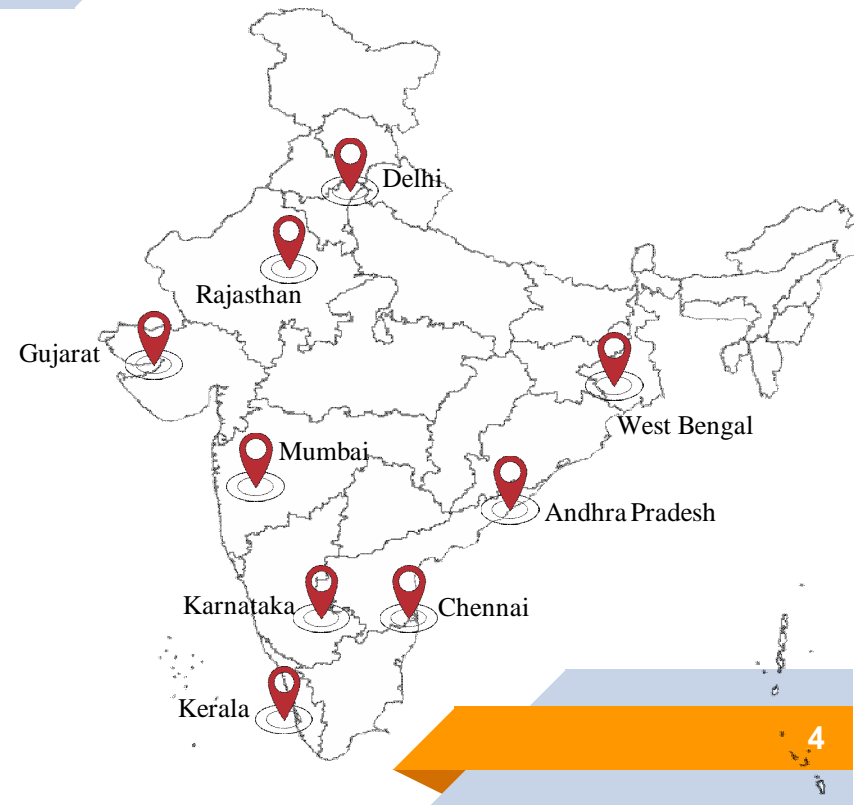 Delhi
Rajasthan
Gujarat
West Bengal
Mumbai
Andhra Pradesh
Karnataka
Chennai
Kerala
4